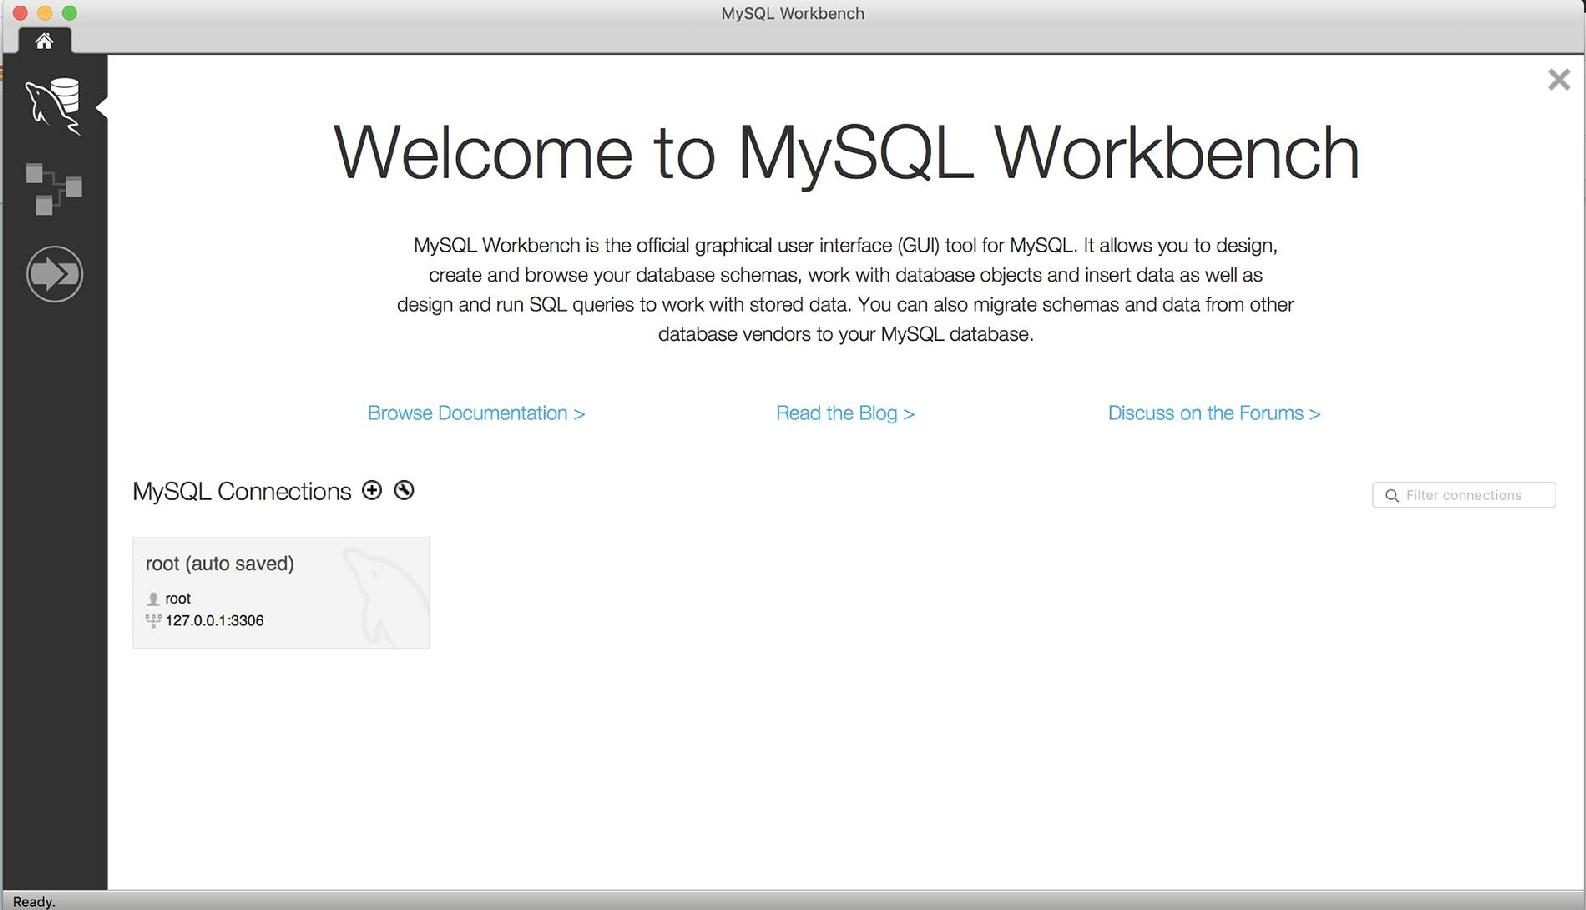 MySQL Workbench
Welcome to MySQL Workbench
MySQL Workbench is the official graphical user interface (GUI) tool for MySQL. It allows you to design,
create and browse your database schemas, work with database objects and insert data as well as
design and run SQL queries to work with stored data. You can also migrate schemas and data from other
database vendors to your MySQL database.
Browse Documentation >
Read the Blog >
Discuss on the Forums >
MySQL Connections
Filter connections
root (auto saved)
root
127.0.0.1:3306
Ready.